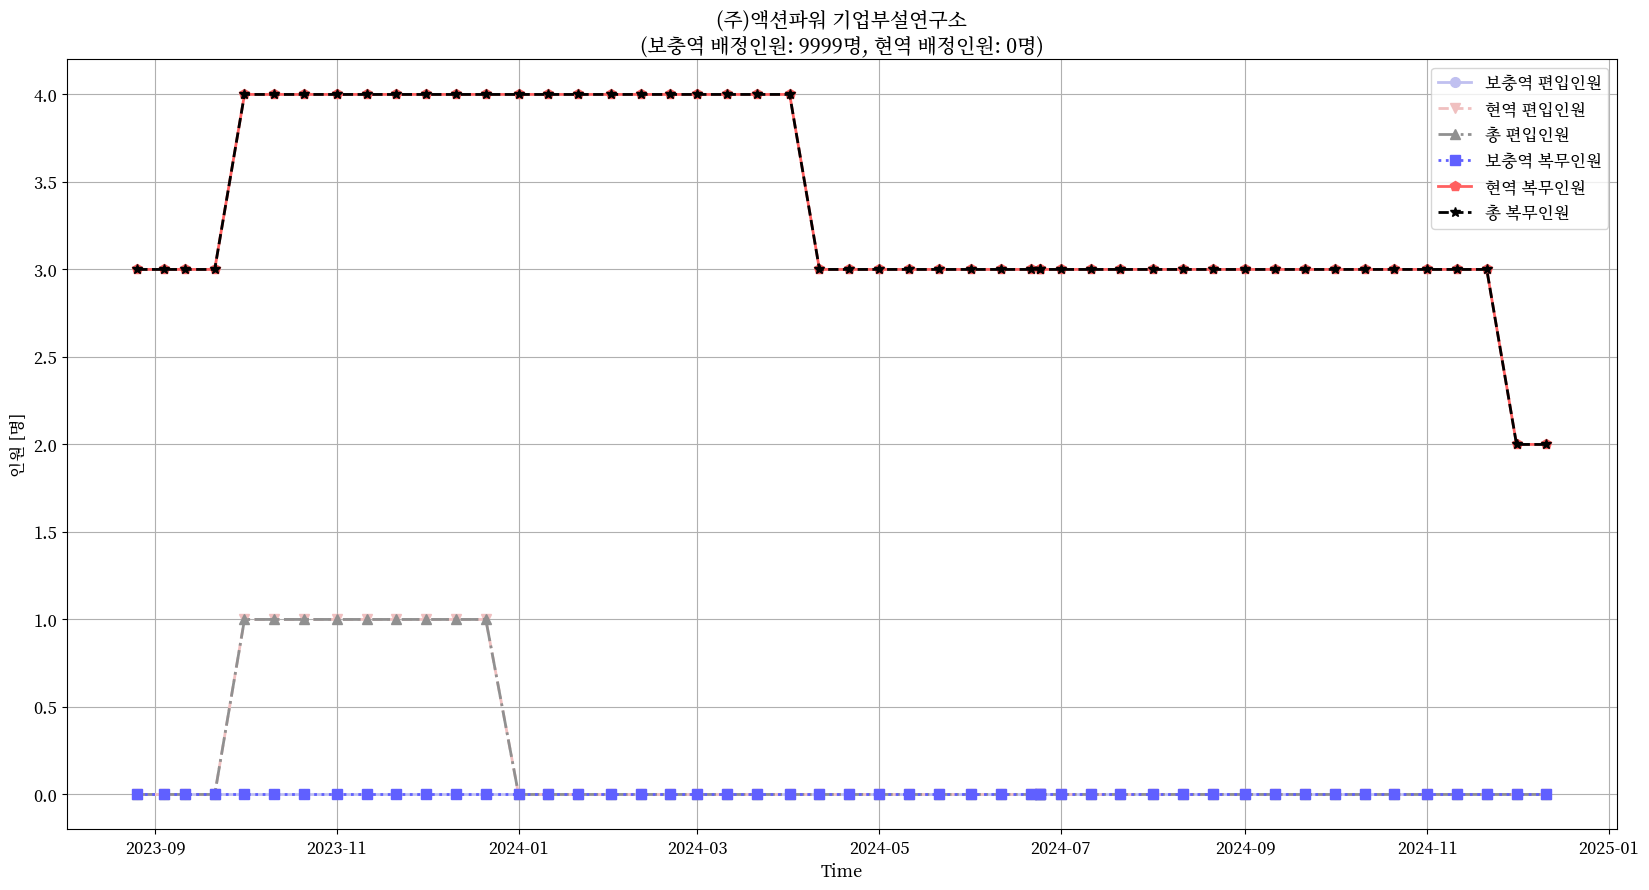 (주)액션파워 기업부설연구소
(보충역 배정인원: 9999명, 현역 배정인원: 0명)
보충역 편입인원
현역 편입인원
총 편입인원
보충역 복무인원
현역 복무인원
총 복무인원
4.0
3.5
3.0
2.5
2.0
1.5
1.0
0.5
0.0
인원 [명]
2023-09 2023-11 2024-01 2024-03 2024-05 2024-07 2024-09 2024-11 2025-01
Time